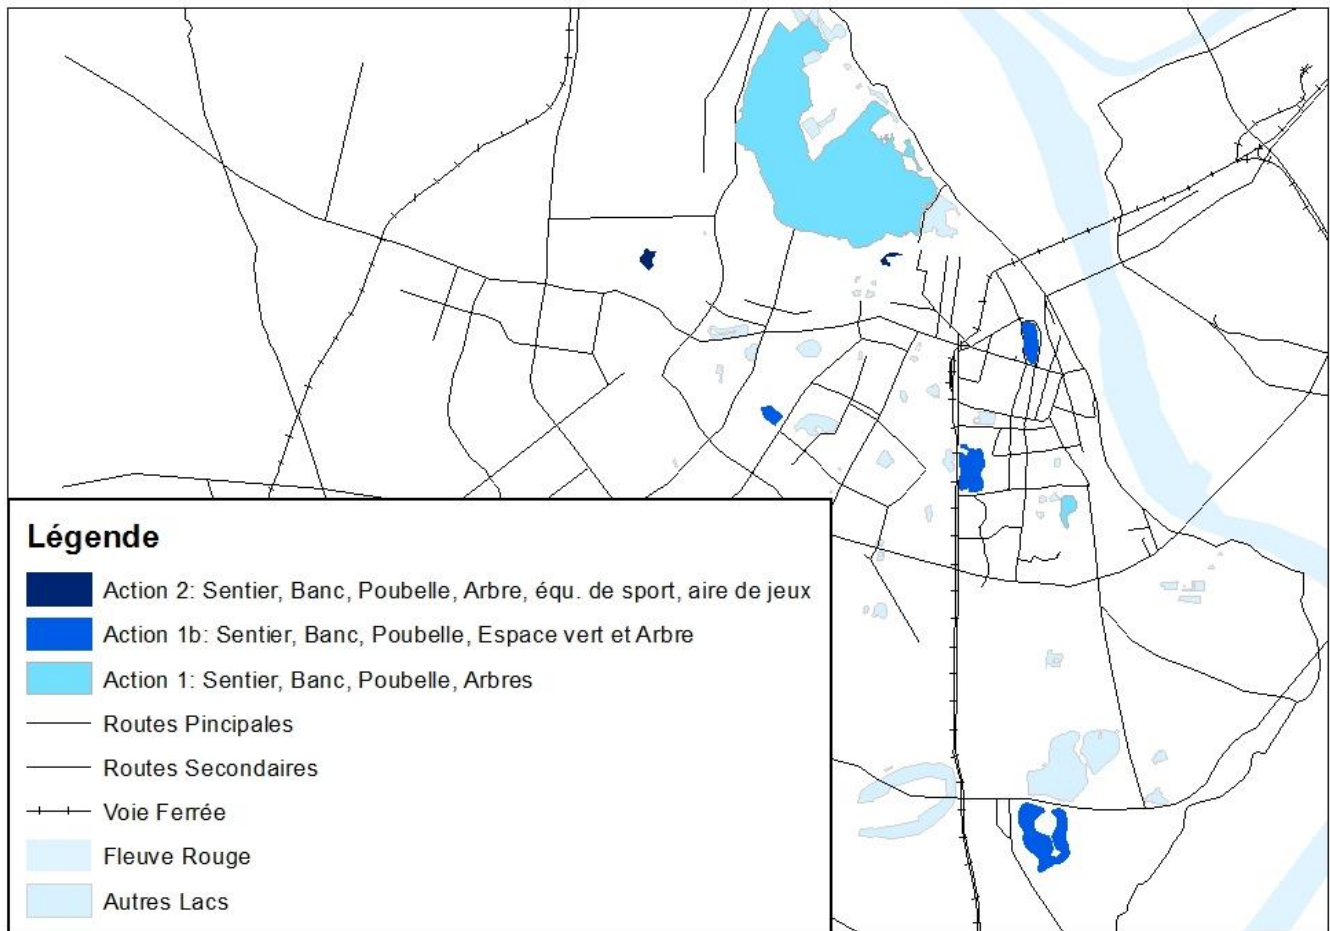 Légende
Action 2: Sentier, Banc, Poubelle, Arbre, équ. de sport, aire de jeux
Action 1b: Sentier, Banc, Poubelle, Espace vert et Arbre
Action 1: Sentier, Banc, Poubelle, Arbres
Routes Pincipales
Routes Secondaires
Voie Ferrée
Fleuve Rouge
Autres Lacs